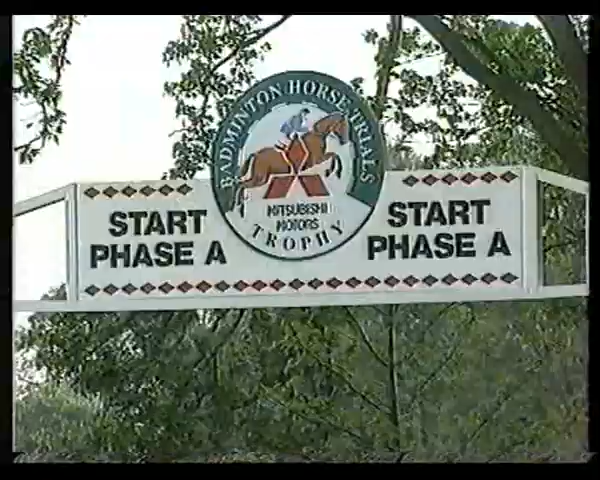 BADMINTON HORSE TRIALS
MITSUBISHI
MOTORS
TROPHY
START
PHASE A
START
PHASE A